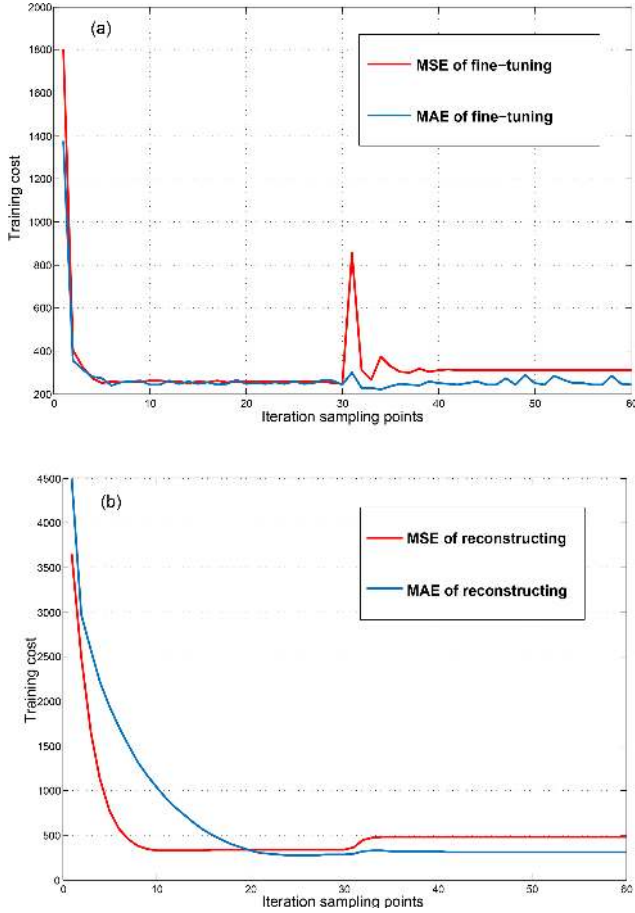 (a)
MSE of fine-tuning
MAE of fine-tuning
Training cost
2000
1800
1600
1400
1200
1000
800
600
400
200
0 10 20 30 40 50 60
Iteration sampling points
(b)
MSE of reconstructing
MAE of reconstructing
Training cost
4500
4000
3500
3000
2500
2000
1500
1000
500
0
0 10 20 30 40 50 60
Iteration sampling points